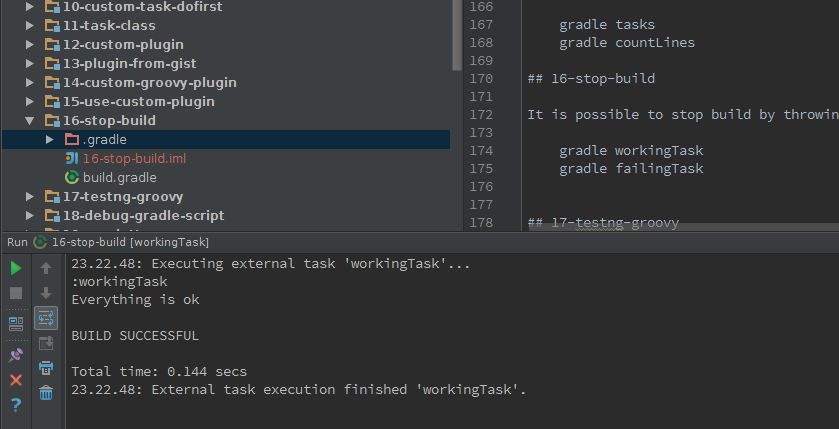 10-custom-task-dofirst
11-task-class
12-custom-plugin
13-plugin-from-gist
14-custom-groovy-plugin
15-use-custom-plugin
16-stop-build
.gradle
16-stop-build.iml
build.gradle
17-testng-groovy
18-debug-gradle-script
166
167 gradle tasks
168 gradle countLines
169
170 ## 16-stop-build
171
172 It is possible to stop build by throwin
173
174 gradle workingTask
175 gradle failingTask
176
177
178 ## 17-testng-groovy
Run 16-stop-build [workingTask]
23.22.48: Executing external task 'workingTask'...
:workingTask
Everything is ok
BUILD SUCCESSFUL
Total time: 0.144 secs
23.22.48: External task execution finished 'workingTask'.